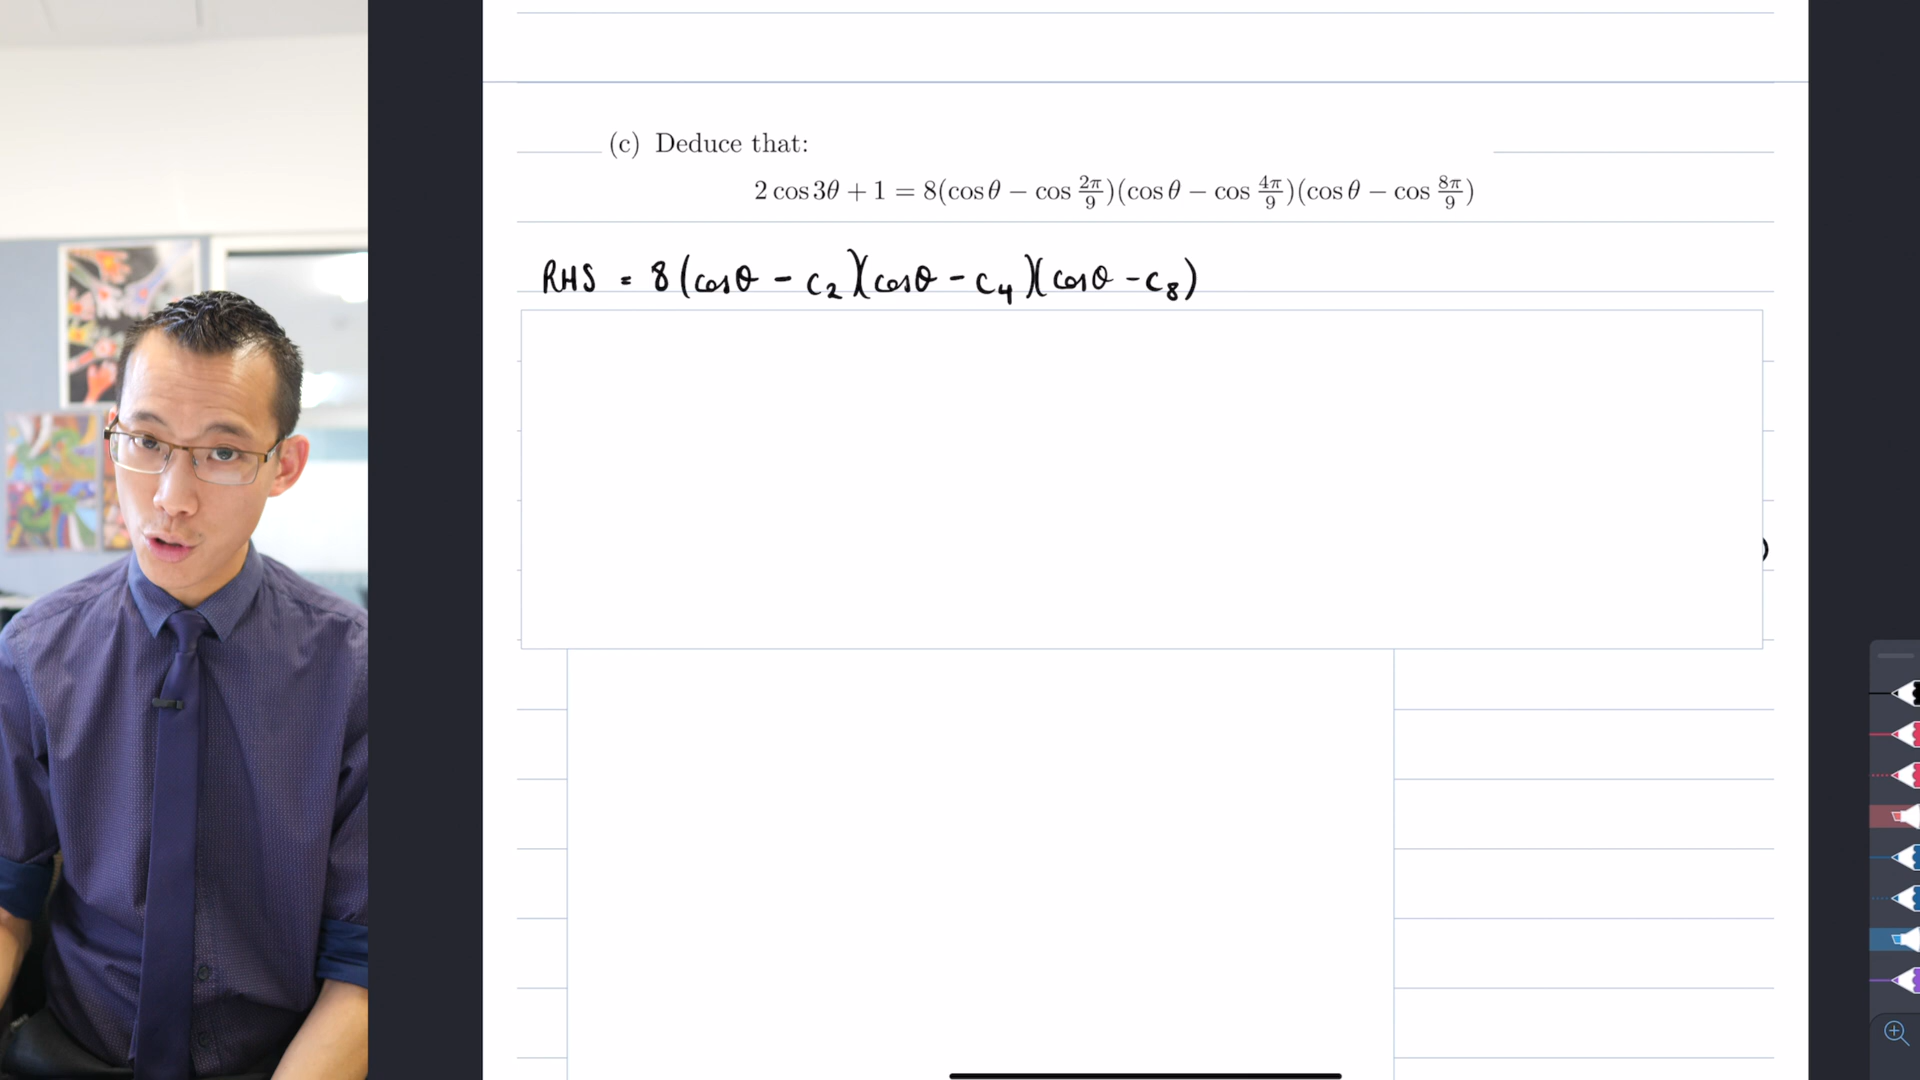 (c) Deduce that:
2 cos 3θ + 1 = 8(cos θ − cos 2π/9)(cos θ − cos 4π/9)(cos θ − cos 8π/9)
RHS = 8(cosθ − c₂)(cosθ − c₄)(cosθ − c₈)
)